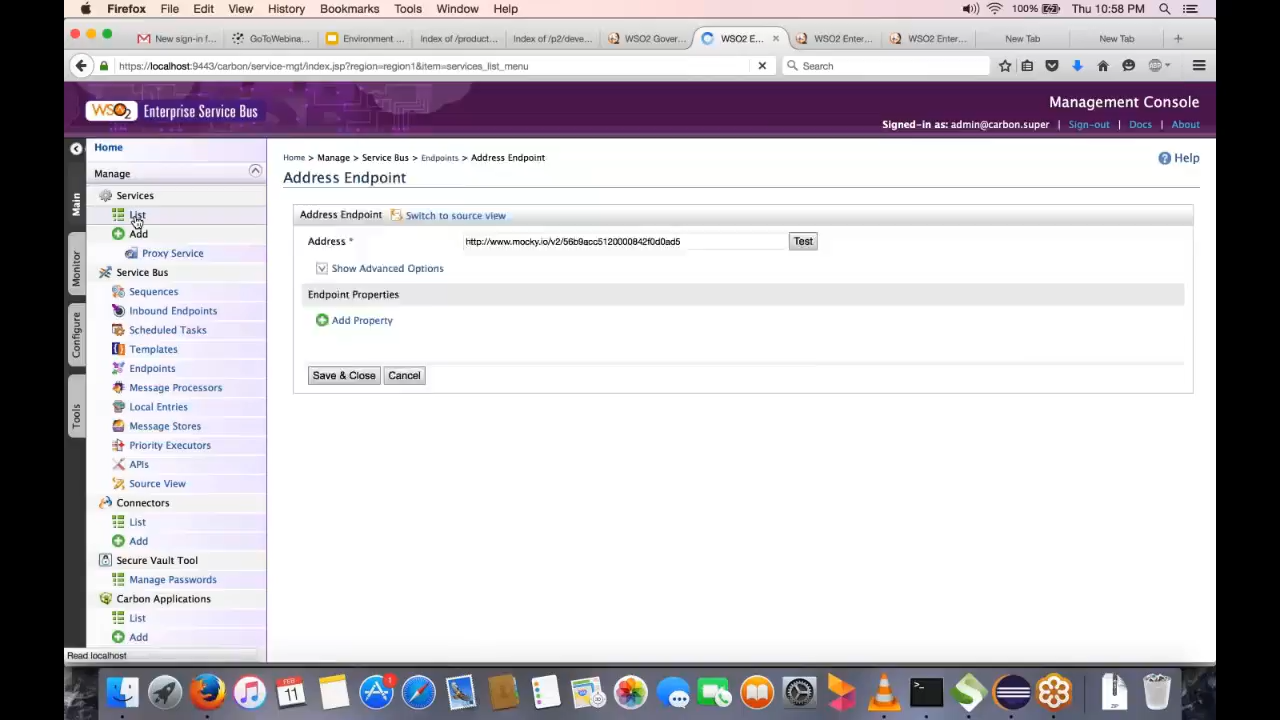 Firefox File Edit View History Bookmarks Tools Window Help 100% Thu 10:58 PM
New sign-in f... GoToWebina... Environment ... Index of /product... Index of /p2/deve... WSO2 Gover... WSO2 E... WSO2 Enter... WSO2 Enter... New Tab New Tab
https://localhost:9443/carbon/service-mgt/index.jsp?region=region1&item=services_list_menu Search
WSO2 Enterprise Service Bus
Management Console
Signed-in as: admin@carbon.super | Sign-out | Docs | About
Main
Monitor
Configure
Tools
Home
Manage
Services
List
Add
Proxy Service
Service Bus
Sequences
Inbound Endpoints
Scheduled Tasks
Templates
Endpoints
Message Processors
Local Entries
Message Stores
Priority Executors
APIs
Source View
Connectors
List
Add
Secure Vault Tool
Manage Passwords
Carbon Applications
List
Add
Read localhost
Home > Manage > Service Bus > Endpoints > Address Endpoint
Help
Address Endpoint
Address Endpoint Switch to source view
Address * http://www.mocky.io/v2/56b9acc5120000842f0d0ad5 Test
Show Advanced Options
Endpoint Properties
Add Property
Save & Close Cancel
FEB
11
1
ZIP